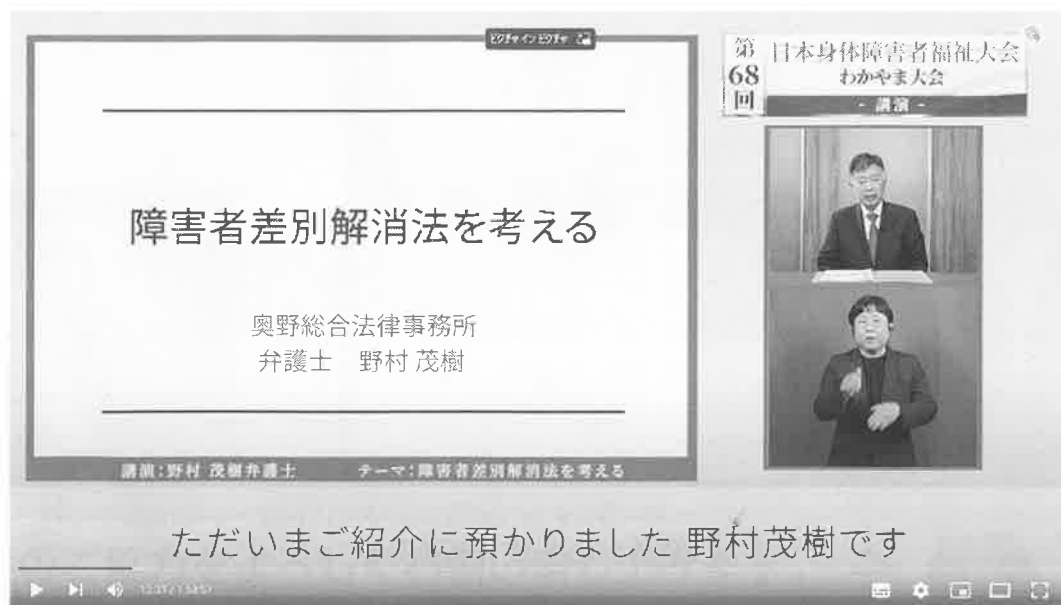 ピクチャ イン ピクチャ
第68回
日本身体障害者福祉大会
わかやま大会
- 講演 -
障害者差別解消法を考える
奥野総合法律事務所
弁護士　野村 茂樹
講演：野村 茂樹弁護士　テーマ：障害者差別解消法を考える
ただいまご紹介に預かりました 野村茂樹です